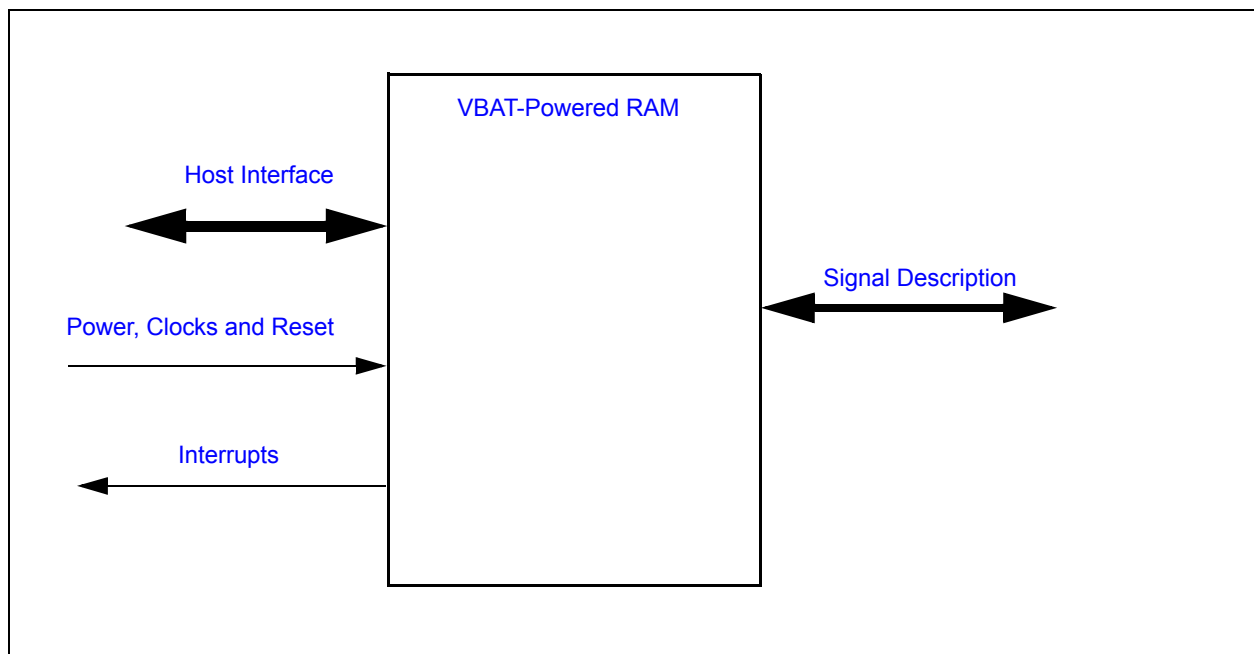 VBAT-Powered RAM
Host Interface
Signal Description
Power, Clocks and Reset
Interrupts